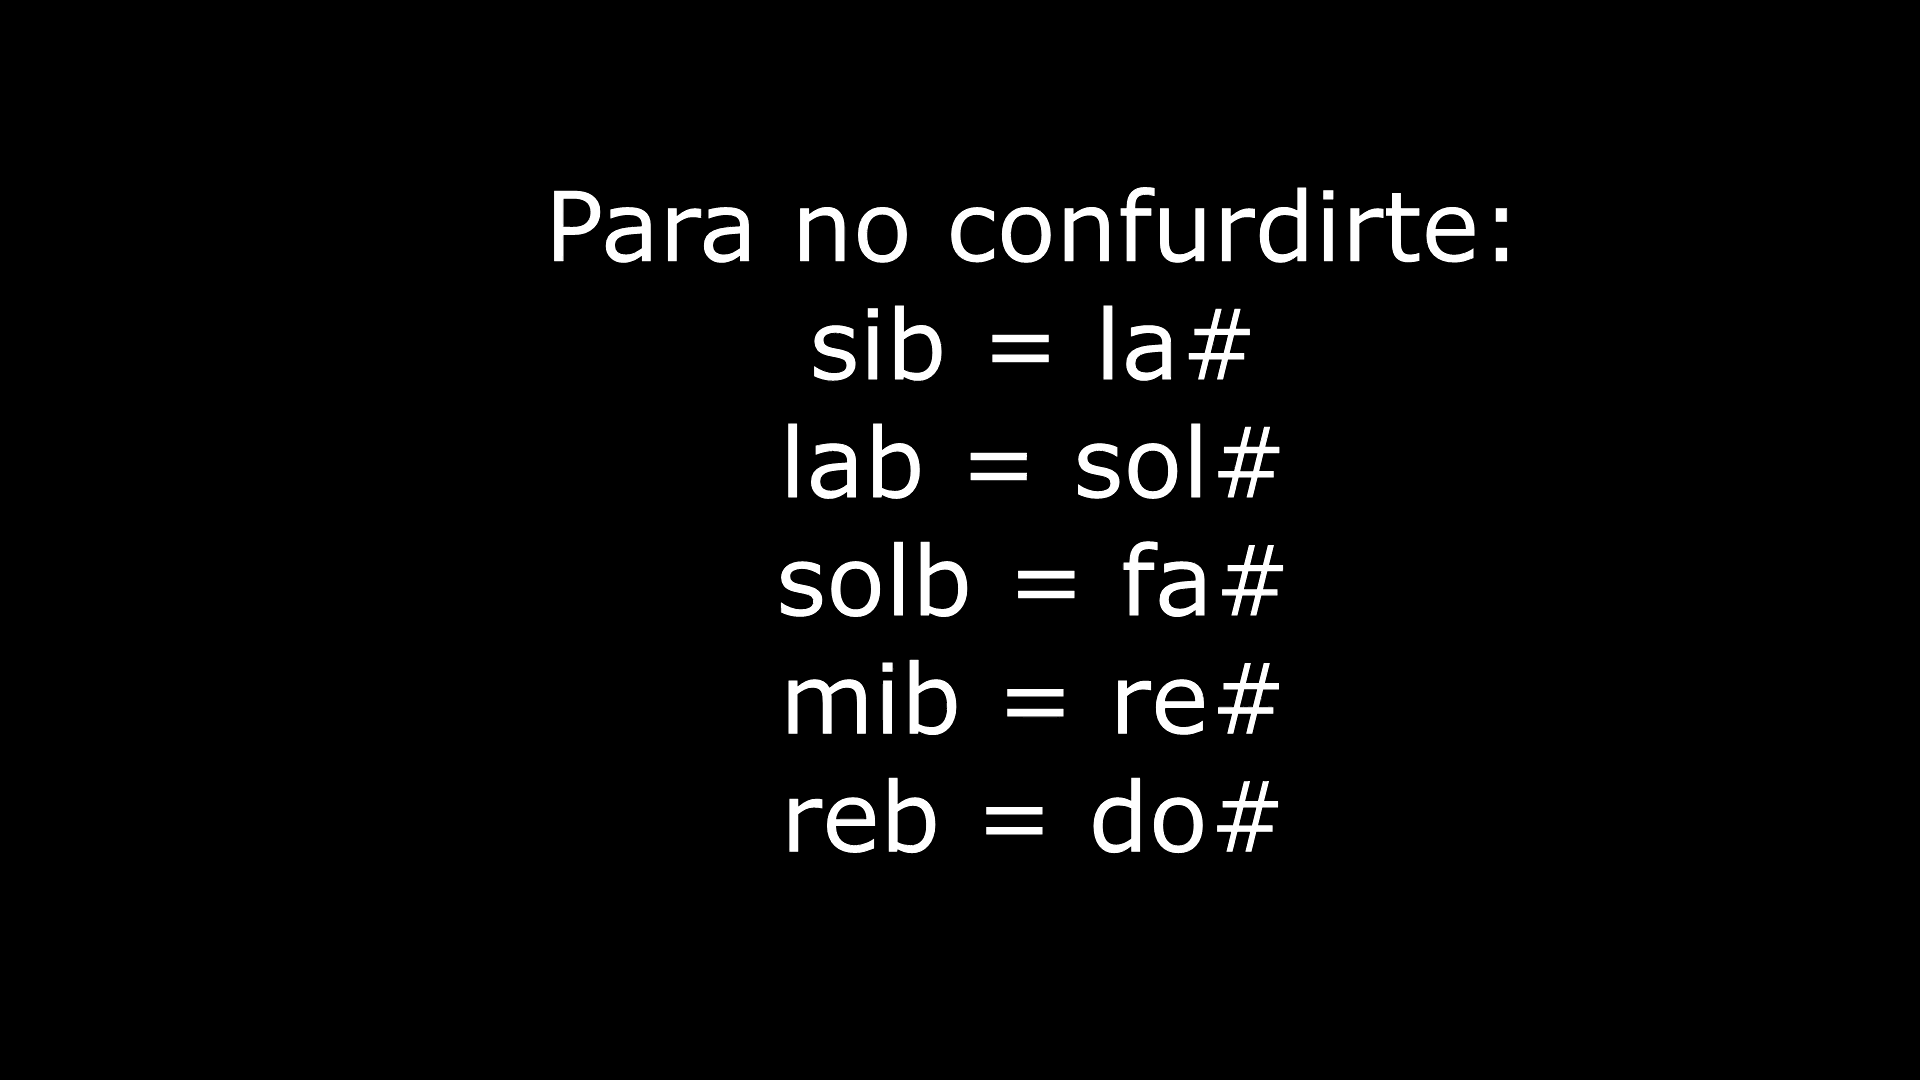 Para no confurdirte:
sib = la#
lab = sol#
solb = fa#
mib = re#
reb = do#